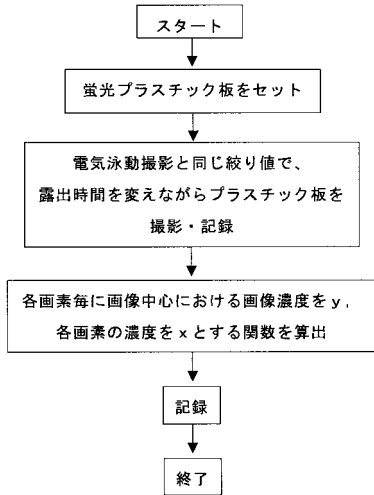 スタート
蛍光プラスチック板をセット
電気泳動撮影と同じ絞り値で、
露出時間を変えながらプラスチック板を
撮影・記録
各画素毎に画像中心における画像濃度をｙ，
各画素の濃度をｘとする関数を算出
記録
終了